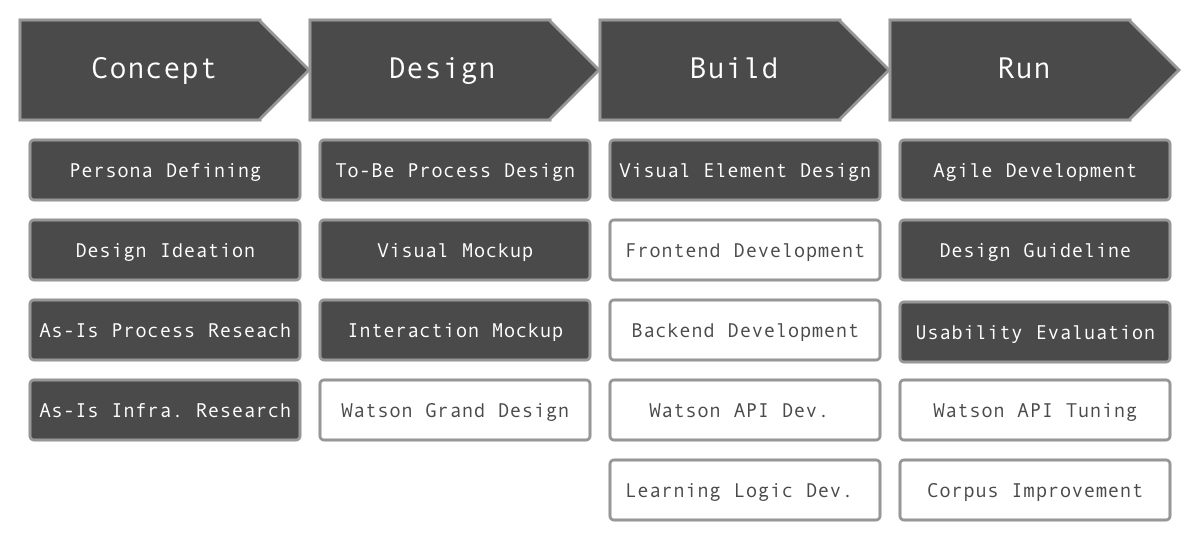 Concept
Design
Build
Run
Persona Defining
To-Be Process Design
Visual Element Design
Agile Development
Design Ideation
Visual Mockup
Frontend Development
Design Guideline
As-Is Process Reseach
Interaction Mockup
Backend Development
Usability Evaluation
As-Is Infra. Research
Watson Grand Design
Watson API Dev.
Watson API Tuning
Learning Logic Dev.
Corpus Improvement